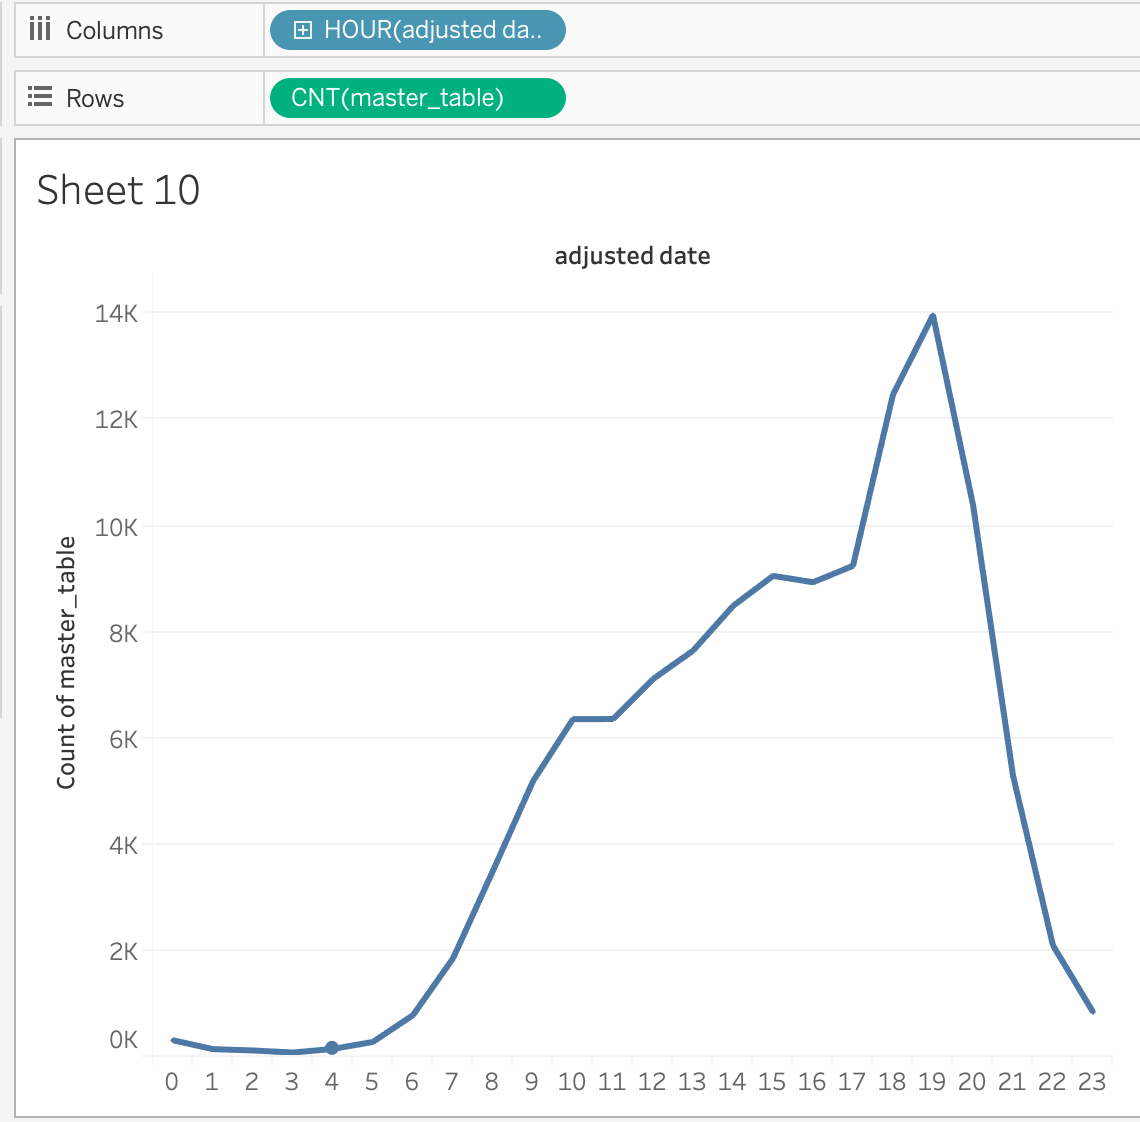 Columns
HOUR(adjusted da..
Rows
CNT(master_table)
Sheet 10
adjusted date
Count of master_table
14K
12K
10K
8K
6K
4K
2K
0K
0 1 2 3 4 5 6 7 8 9 10 11 12 13 14 15 16 17 18 19 20 21 22 23